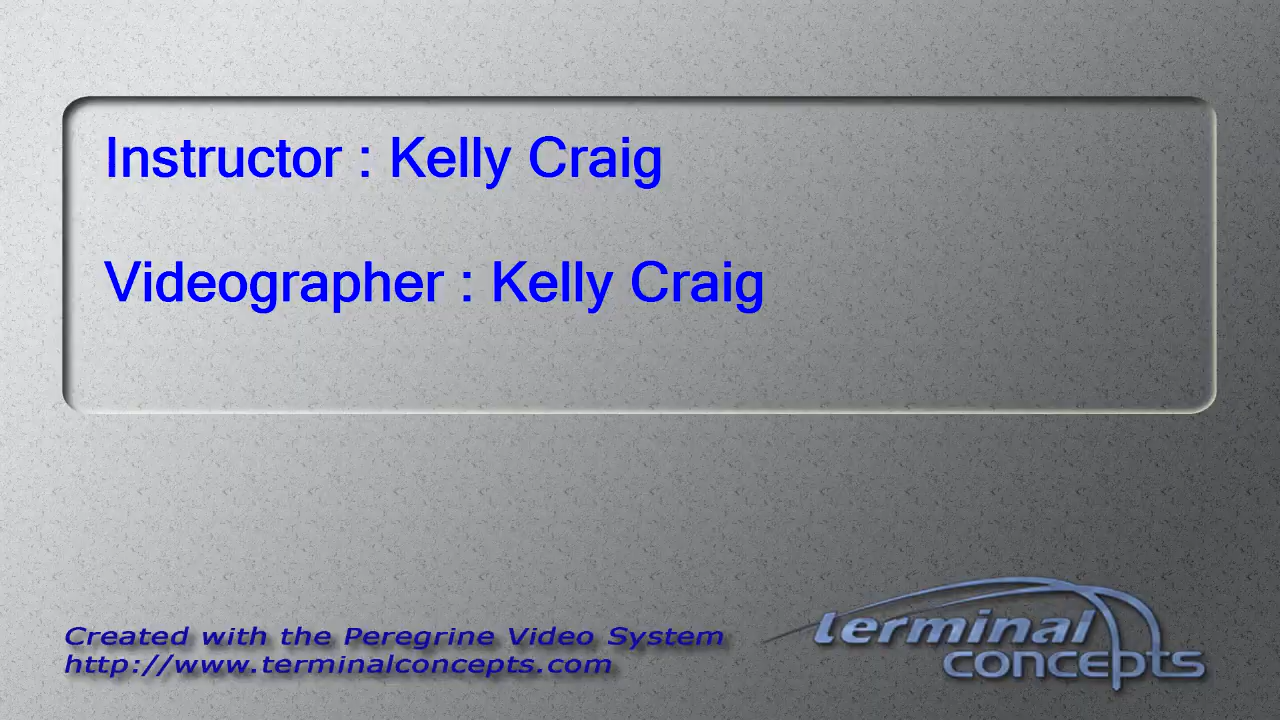 Instructor : Kelly Craig
Videographer : Kelly Craig
Created with the Peregrine Video System
http://www.terminalconcepts.com
terminal
concepts